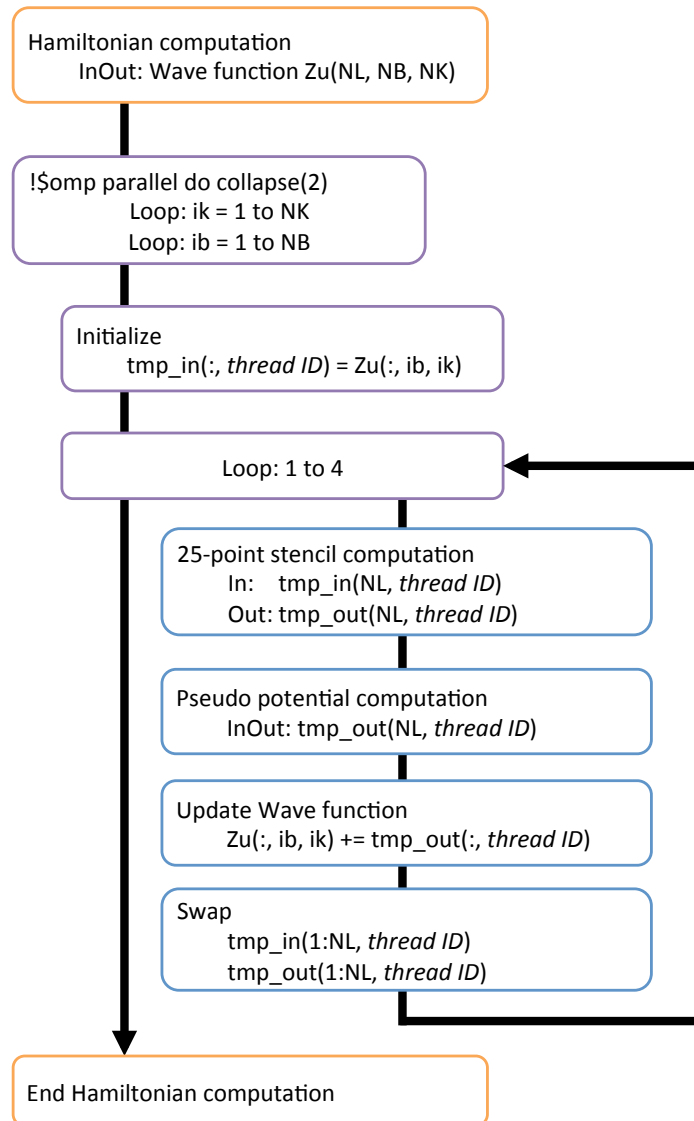 Hamiltonian computation
InOut: Wave function Zu(NL, NB, NK)
!$omp parallel do collapse(2)
Loop: ik = 1 to NK
Loop: ib = 1 to NB
Initialize
tmp_in(:, thread ID) = Zu(:, ib, ik)
Loop: 1 to 4
25-point stencil computation
In: tmp_in(NL, thread ID)
Out: tmp_out(NL, thread ID)
Pseudo potential computation
InOut: tmp_out(NL, thread ID)
Update Wave function
Zu(:, ib, ik) += tmp_out(:, thread ID)
Swap
tmp_in(1:NL, thread ID)
tmp_out(1:NL, thread ID)
End Hamiltonian computation